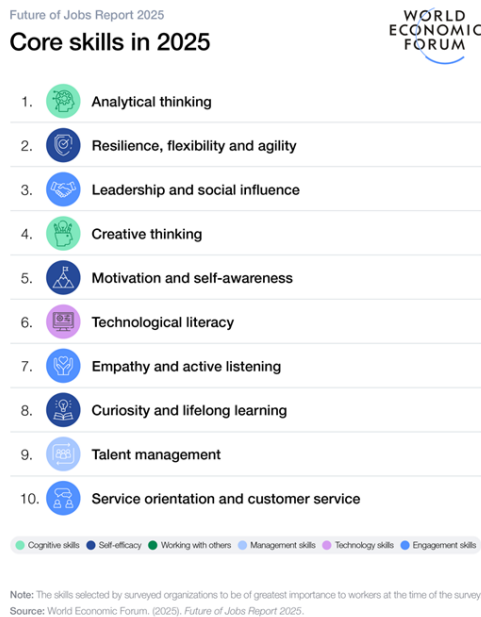 Future of Jobs Report 2025
Core skills in 2025
WORLD
ECONOMIC
FORUM
1. Analytical thinking
2. Resilience, flexibility and agility
3. Leadership and social influence
4. Creative thinking
5. Motivation and self-awareness
6. Technological literacy
7. Empathy and active listening
8. Curiosity and lifelong learning
9. Talent management
10. Service orientation and customer service
Cognitive skills Self-efficacy Working with others Management skills Technology skills Engagement skills
Note: The skills selected by surveyed organizations to be of greatest importance to workers at the time of the survey
Source: World Economic Forum. (2025). Future of Jobs Report 2025.